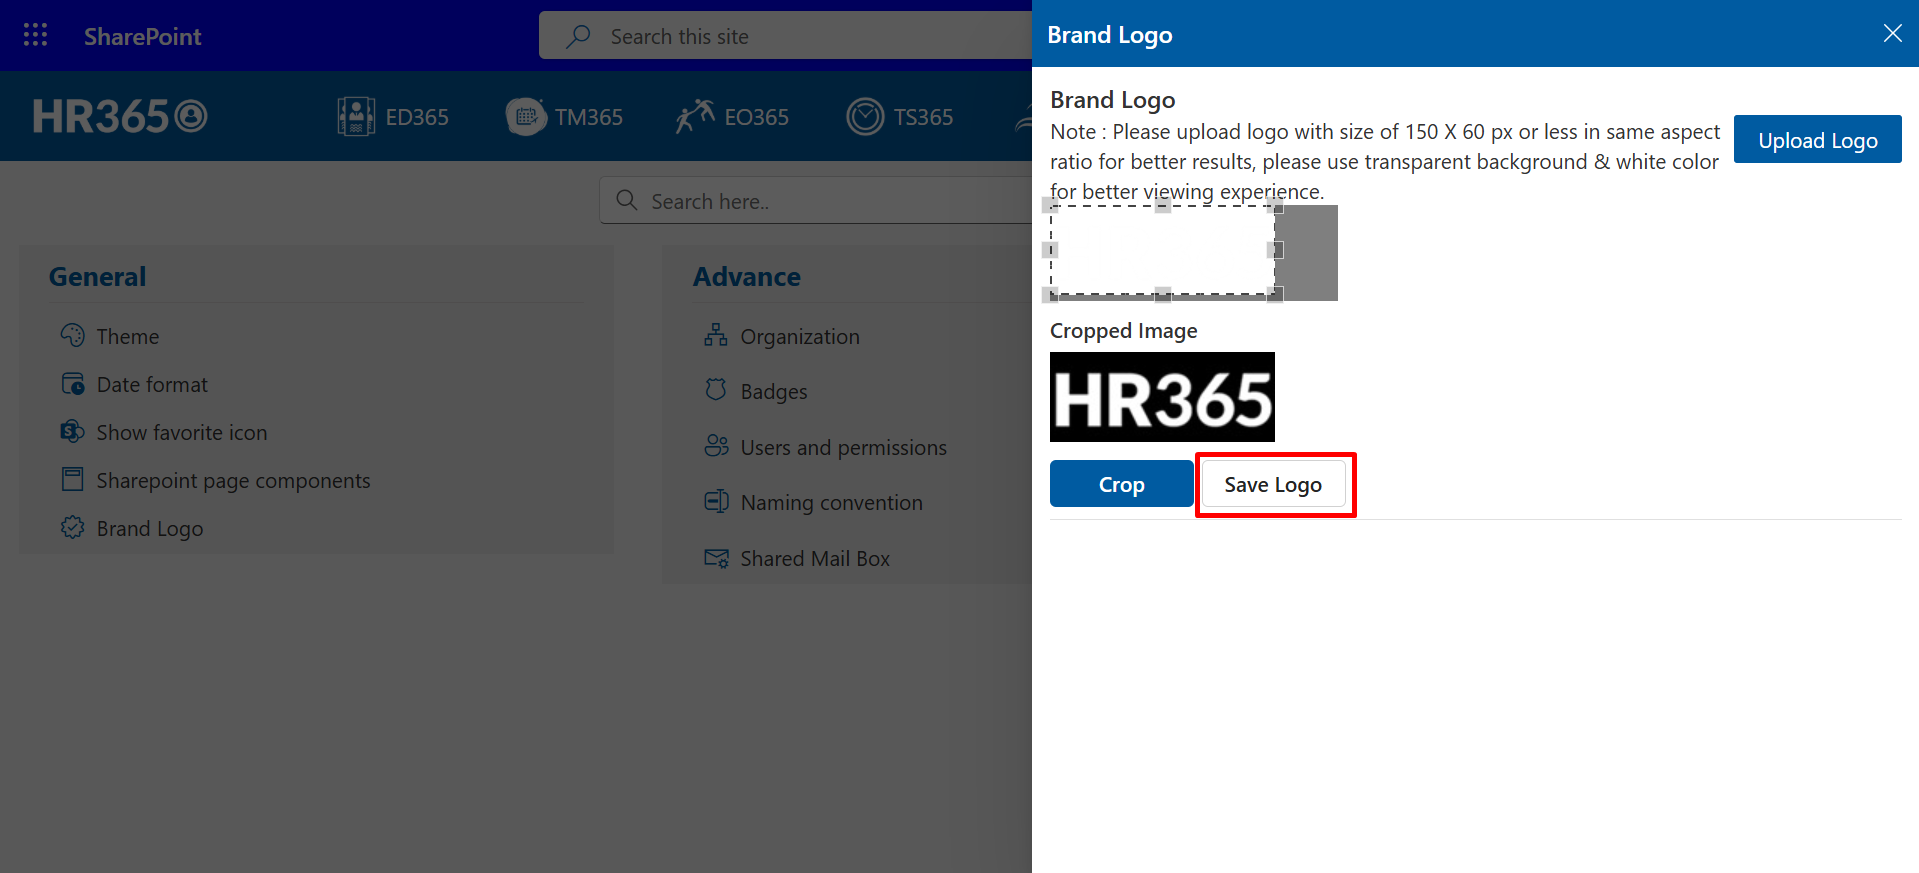 SharePoint
Search this site
HR365
ED365
TM365
EO365
TS365
Search here..
General
Theme
Date format
Show favorite icon
Sharepoint page components
Brand Logo
Advance
Organization
Badges
Users and permissions
Naming convention
Shared Mail Box
Brand Logo
Brand Logo
Note : Please upload logo with size of 150 X 60 px or less in same aspect
ratio for better results, please use transparent background & white color
for better viewing experience.
Upload Logo
Cropped Image
HR365
Crop
Save Logo